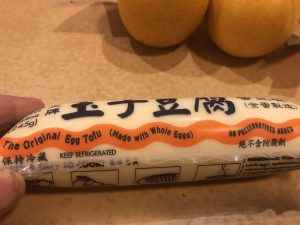 牌
玉子豆腐
(全蛋製造)
The Original Egg Tofu (Made with Whole Eggs)
NO PRESERVATIVES ADDED
保持冷藏 KEEP REFRIGERATED
絕不含防腐劑